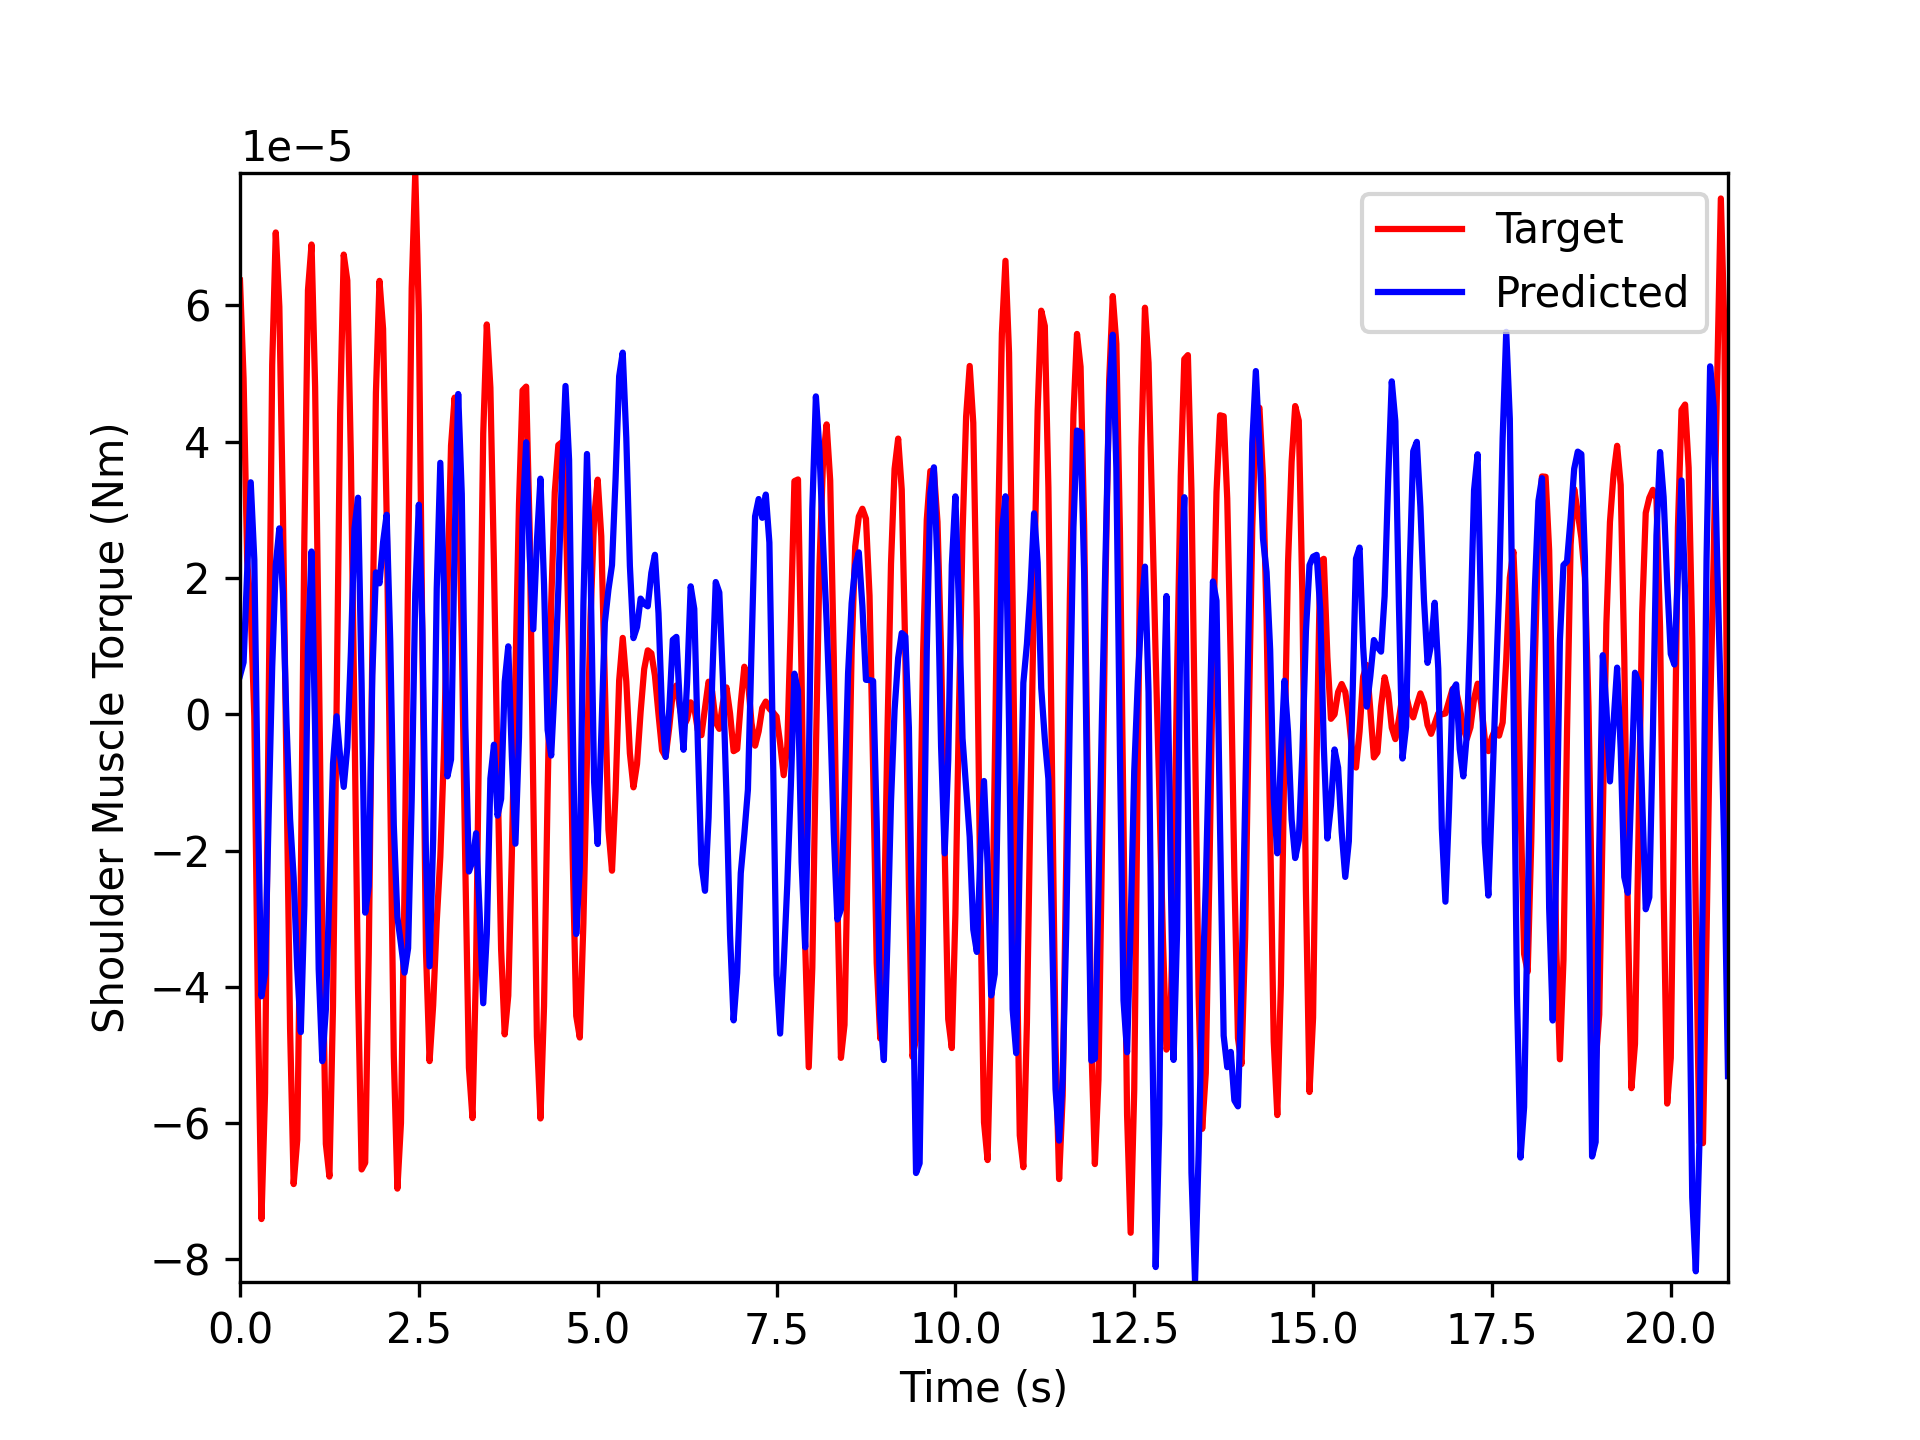 1e−5
Target
Predicted
6
4
2
0
−2
−4
−6
−8
Shoulder Muscle Torque (Nm)
0.0 2.5 5.0 7.5 10.0 12.5 15.0 17.5 20.0
Time (s)